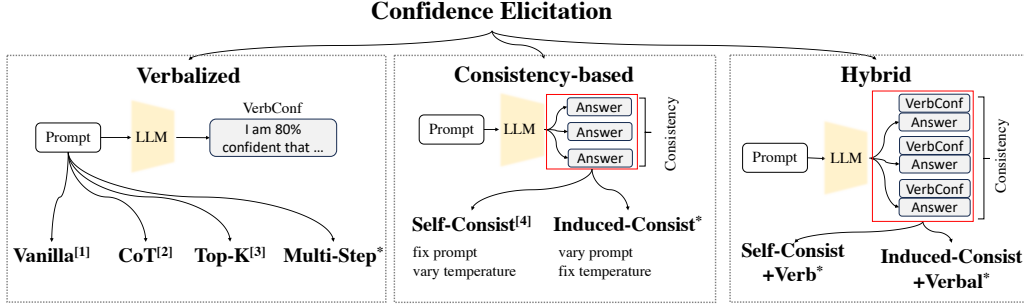 Confidence Elicitation
Verbalized
VerbConf
Prompt
LLM
I am 80%
confident that ...
Vanilla[1]
CoT[2]
Top-K[3]
Multi-Step*
Consistency-based
Prompt
LLM
Answer
Answer
Answer
Consistency
Self-Consist[4]
fix prompt
vary temperature
Induced-Consist*
vary prompt
fix temperature
Hybrid
Prompt
LLM
VerbConf
Answer
VerbConf
Answer
VerbConf
Answer
Consistency
Self-Consist
+Verb*
Induced-Consist
+Verbal*